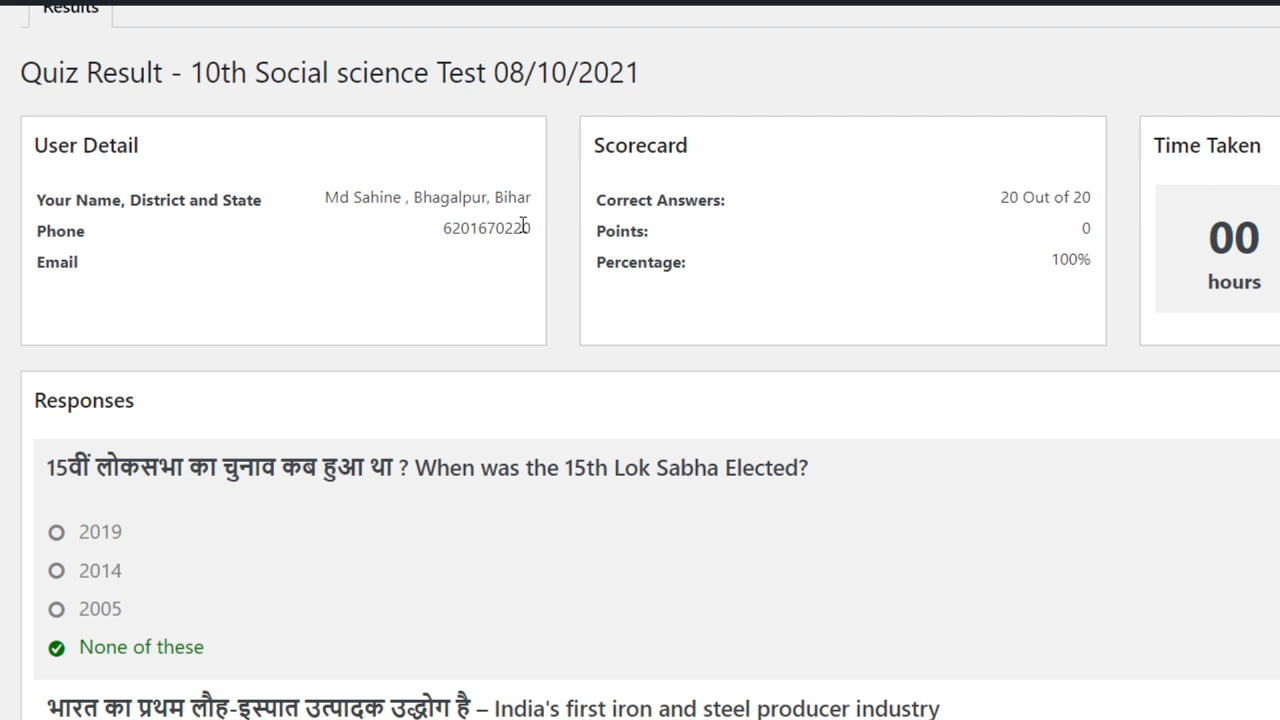 Results
Quiz Result - 10th Social science Test 08/10/2021
User Detail
Your Name, District and State Md Sahine , Bhagalpur, Bihar
Phone 6201670220
Email
Scorecard
Correct Answers: 20 Out of 20
Points: 0
Percentage: 100%
Time Taken
00
hours
Responses
15वीं लोकसभा का चुनाव कब हुआ था ? When was the 15th Lok Sabha Elected?
2019
2014
2005
None of these
भारत का प्रथम लौह-इस्पात उत्पादक उद्धोग है – India's first iron and steel producer industry